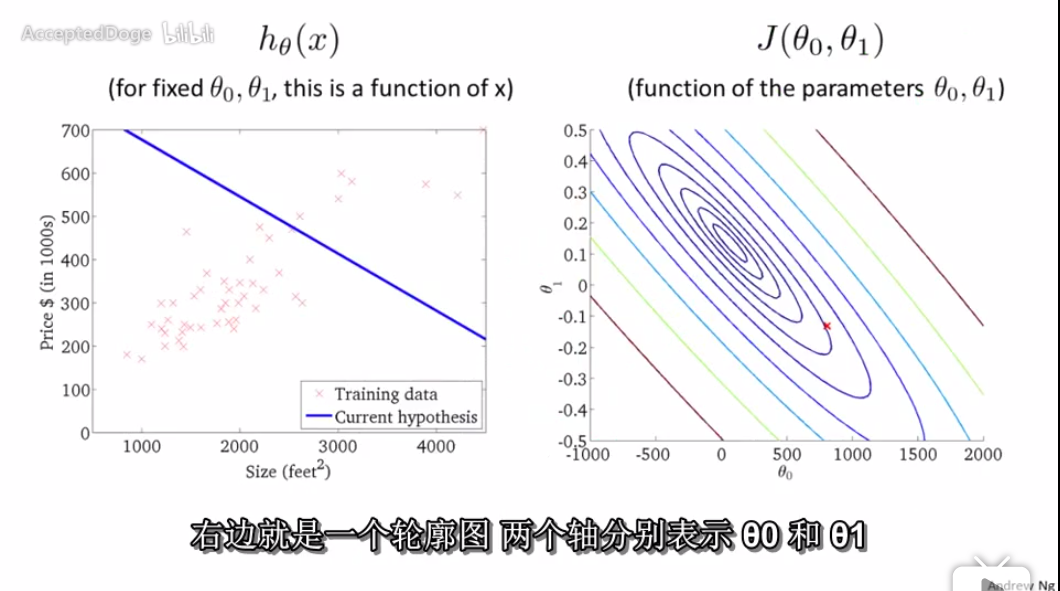 AcceptedDoge bilibili
hθ(x)
(for fixed θ0, θ1, this is a function of x)
700
600
500
400
300
200
100
0
Price $ (in 1000s)
1000 2000 3000 4000
Size (feet²)
Training data
Current hypothesis
J(θ0, θ1)
(function of the parameters θ0, θ1)
0.5
0.4
0.3
0.2
0.1
0
-0.1
-0.2
-0.3
-0.4
-0.5
θ1
-1000 -500 0 500 1000 1500 2000
θ0
右边就是一个轮廓图 两个轴分别表示 θ0 和 θ1
Andrew Ng